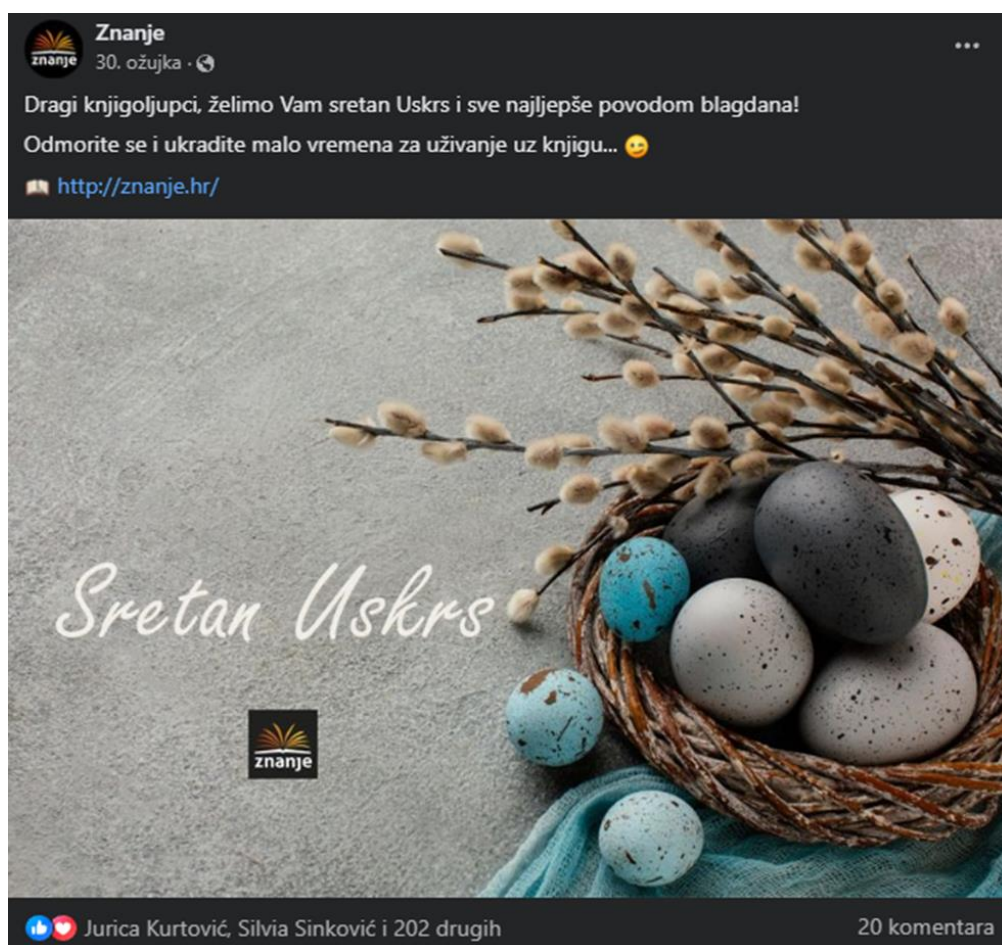 Znanje
30. ožujka ·
Dragi knjigoljupci, želimo Vam sretan Uskrs i sve najljepše povodom blagdana!
Odmorite se i ukradite malo vremena za uživanje uz knjigu... 😉
📖 http://znanje.hr/
Sretan Uskrs
znanje
Jurica Kurtović, Silvia Sinković i 202 drugih
20 komentara